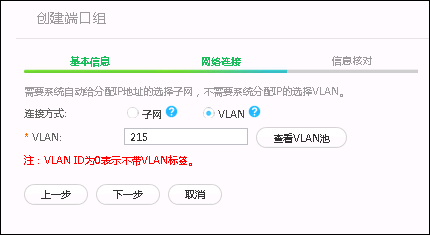 创建端口组
基本信息 网络连接 信息核对
需要系统自动给分配IP地址的选择子网，不需要系统分配IP的选择VLAN。
连接方式: 子网 ? VLAN ?
* VLAN: 215 查看VLAN池
注：VLAN ID为0表示不带VLAN标签。
上一步 下一步 取消